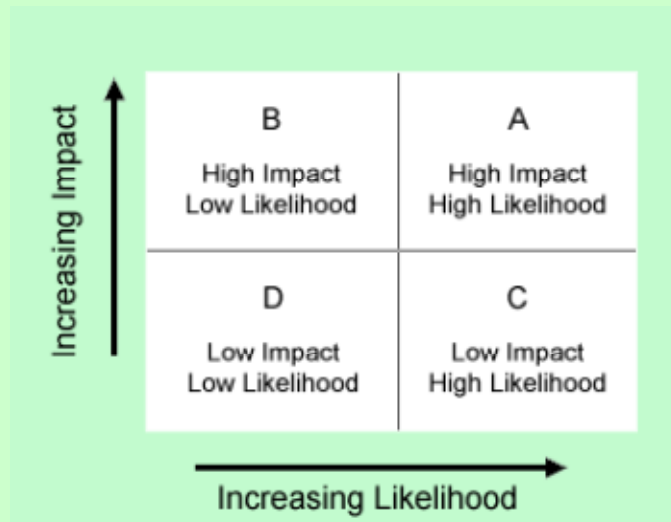 Increasing Impact
B
High Impact
Low Likelihood
A
High Impact
High Likelihood
D
Low Impact
Low Likelihood
C
Low Impact
High Likelihood
Increasing Likelihood